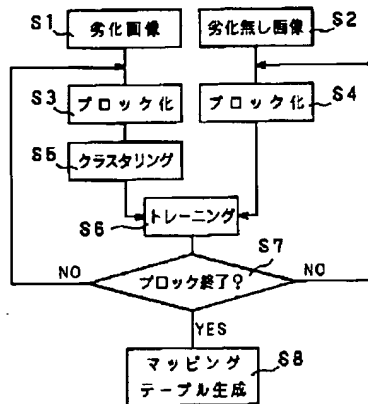 S1
劣化画像
劣化無し画像
S2
S3
ブロック化
ブロック化
S4
S5
クラスタリング
トレーニング
S6
S7
NO
ブロック終了?
NO
YES
マッピング
テーブル生成
S8